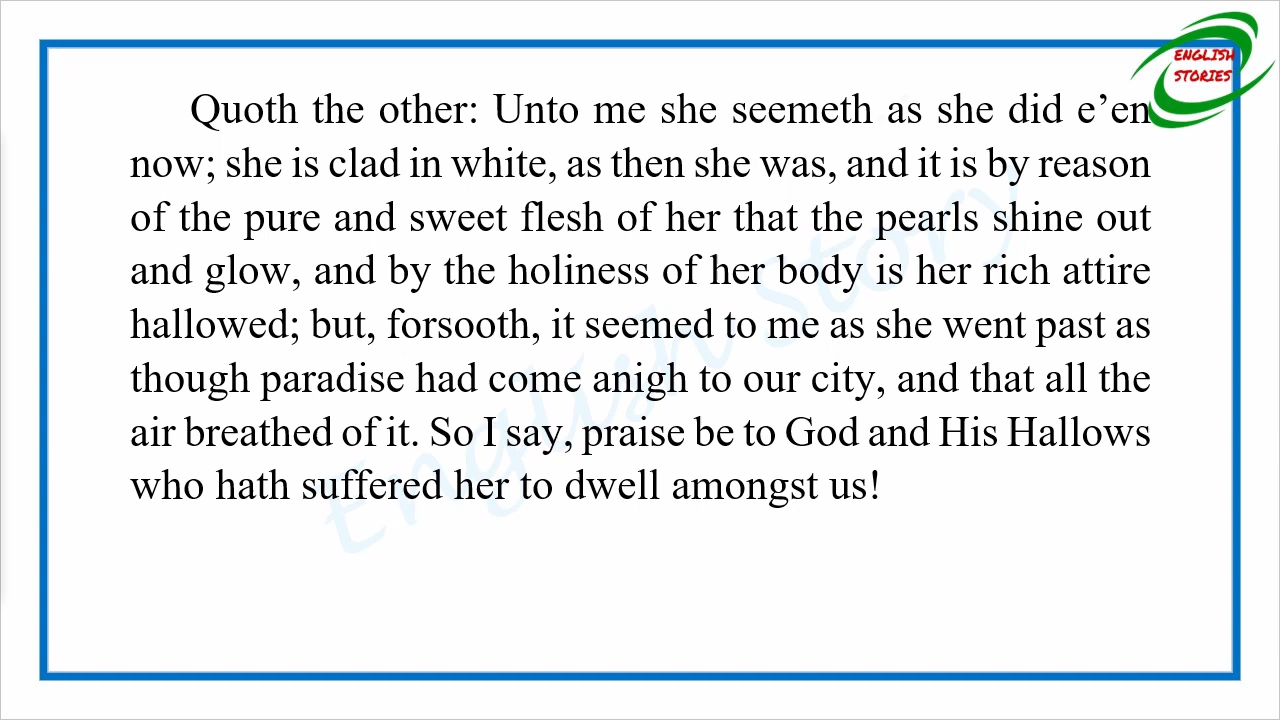 ENGLISH
STORIES
Quoth the other: Unto me she seemeth as she did e’en
now; she is clad in white, as then she was, and it is by reason
of the pure and sweet flesh of her that the pearls shine out
and glow, and by the holiness of her body is her rich attire
hallowed; but, forsooth, it seemed to me as she went past as
though paradise had come anigh to our city, and that all the
air breathed of it. So I say, praise be to God and His Hallows
who hath suffered her to dwell amongst us!
English Story